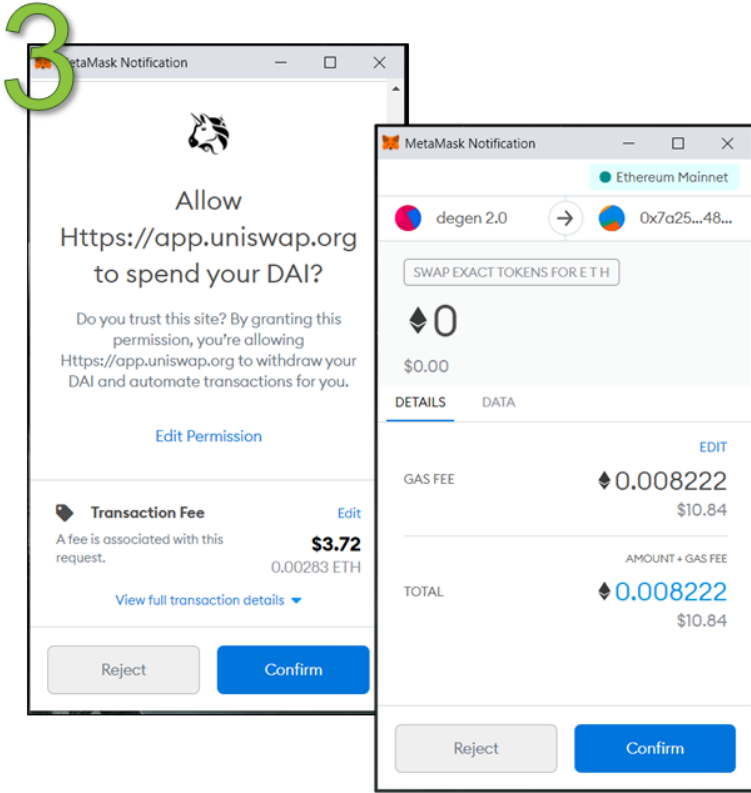 3
MetaMask Notification
Allow
Https://app.uniswap.org
to spend your DAI?
Do you trust this site? By granting this
permission, you're allowing
Https://app.uniswap.org to withdraw your
DAI and automate transactions for you.
Edit Permission
Transaction Fee
Edit
A fee is associated with this
request.
$3.72
0.00283 ETH
View full transaction details
Reject
Confirm
MetaMask Notification
Ethereum Mainnet
degen 2.0
0x7a25...48...
SWAP EXACT TOKENS FOR E T H
0
$0.00
DETAILS
DATA
EDIT
GAS FEE
0.008222
$10.84
AMOUNT + GAS FEE
TOTAL
0.008222
$10.84
Reject
Confirm